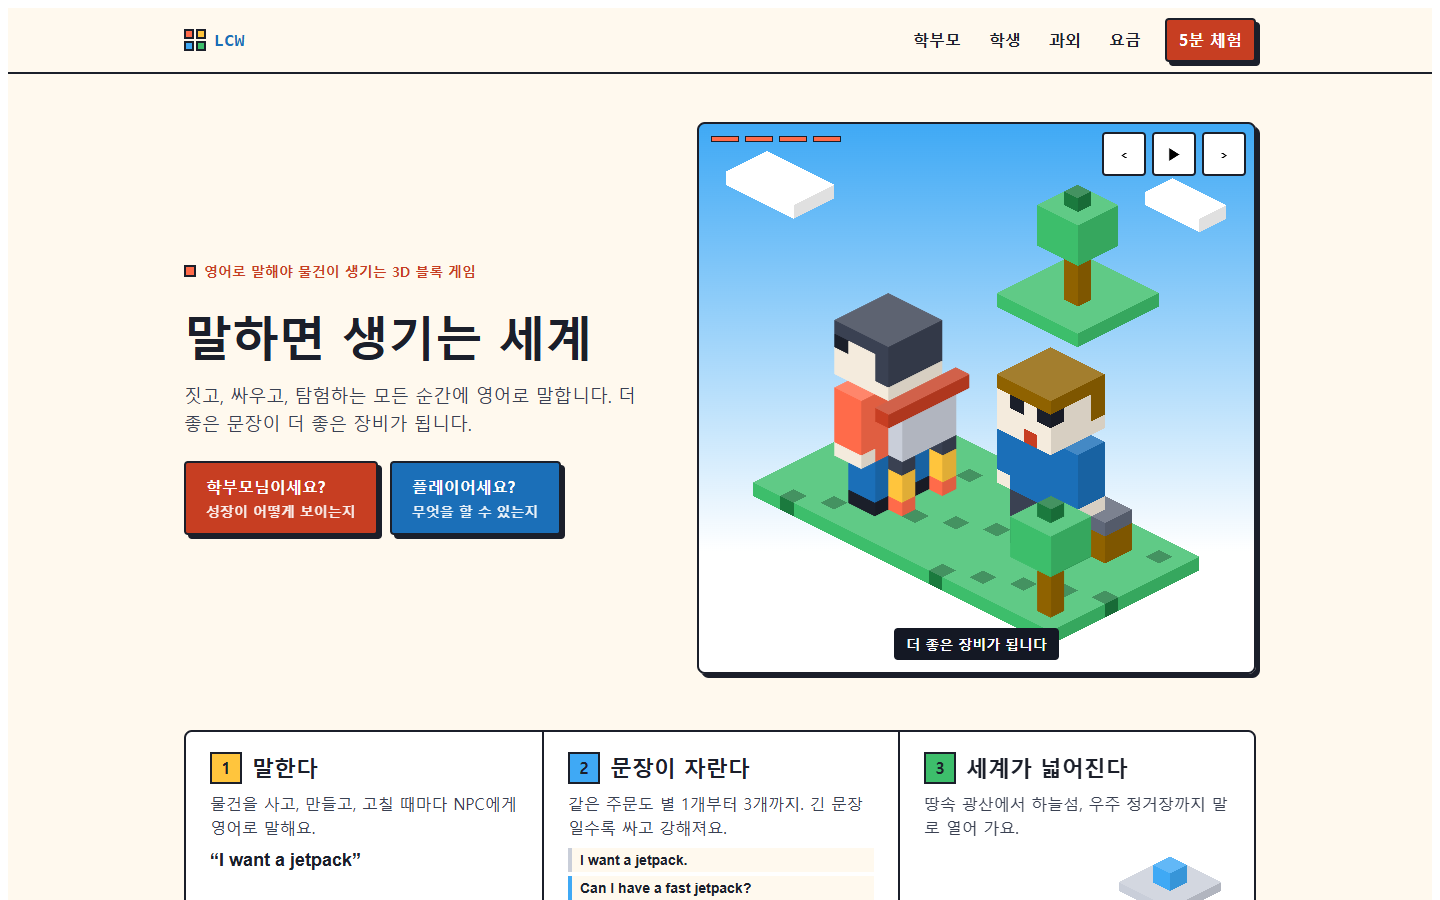 LCW
학부모
학생
과외
요금
5분 체험
영어로 말해야 물건이 생기는 3D 블록 게임
말하면 생기는 세계
짓고, 싸우고, 탐험하는 모든 순간에 영어로 말합니다. 더
좋은 문장이 더 좋은 장비가 됩니다.
학부모님이세요?
성장이 어떻게 보이는지
플레이어세요?
무엇을 할 수 있는지
더 좋은 장비가 됩니다
1 말한다
물건을 사고, 만들고, 고칠 때마다 NPC에게
영어로 말해요.
“I want a jetpack”
2 문장이 자란다
같은 주문도 별 1개부터 3개까지. 긴 문장
일수록 싸고 강해져요.
I want a jetpack.
Can I have a fast jetpack?
3 세계가 넓어진다
땅속 광산에서 하늘섬, 우주 정거장까지 말
로 열어 가요.